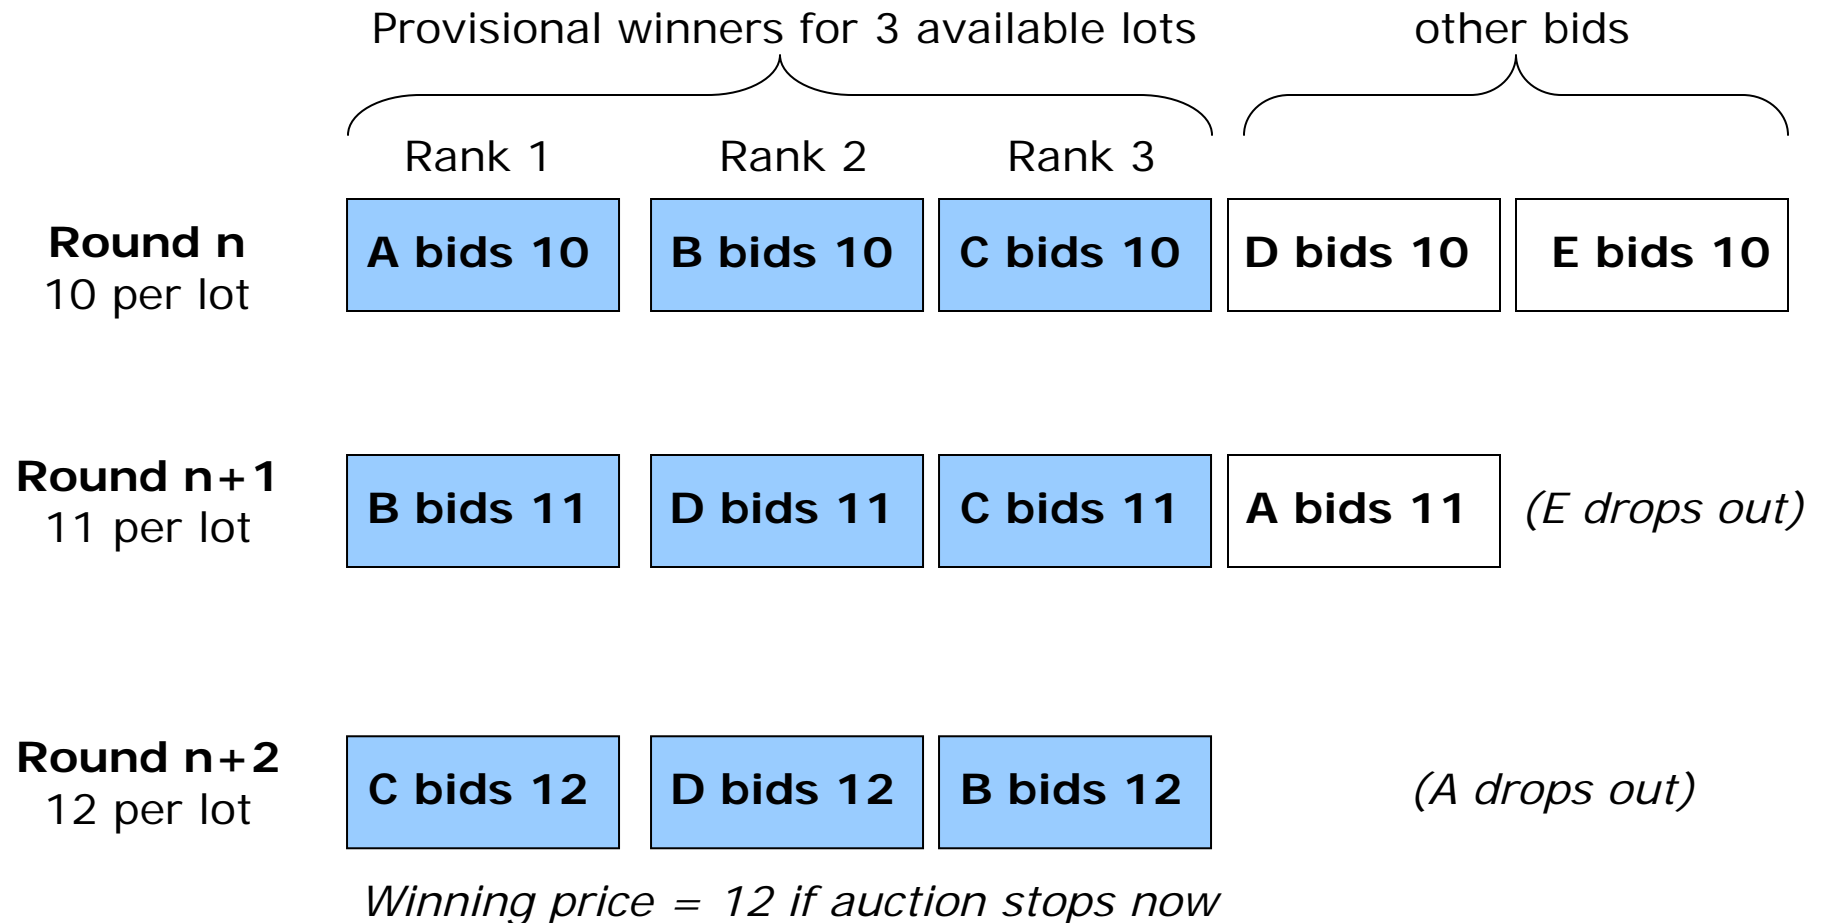 Provisional winners for 3 available lots
other bids
Rank 1
Rank 2
Rank 3
Round n
10 per lot
A bids 10
B bids 10
C bids 10
D bids 10
E bids 10
Round n+1
11 per lot
B bids 11
D bids 11
C bids 11
A bids 11
(E drops out)
Round n+2
12 per lot
C bids 12
D bids 12
B bids 12
(A drops out)
Winning price = 12 if auction stops now